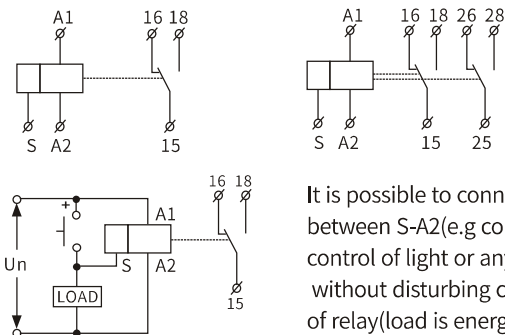 A1 16 18
S A2 15
A1 16 18 26 28
S A2 15 25
16 18
+ A1
Un S A2
LOAD
15
It is possible to conn
between S-A2(e.g co
control of light or any
without disturbing c
of relay(load is energ